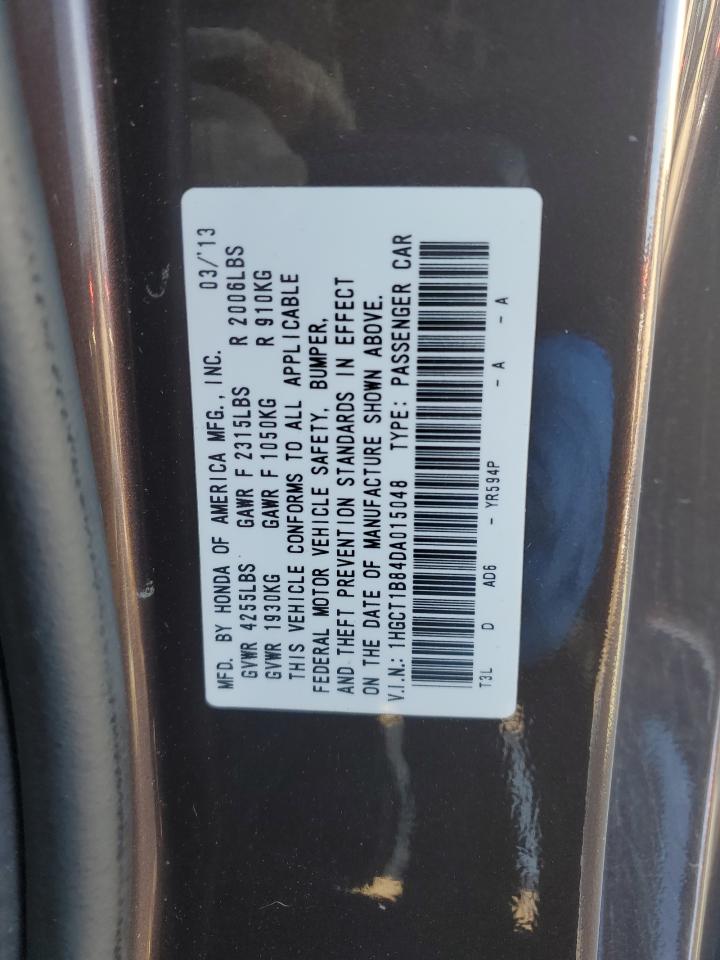 MFD. BY HONDA OF AMERICA MFG., INC. 03/'13
GVWR 4255LBS GAWR F 2315LBS R 2006LBS
GVWR 1930KG GAWR F 1050KG R 910KG
THIS VEHICLE CONFORMS TO ALL APPLICABLE
FEDERAL MOTOR VEHICLE SAFETY, BUMPER,
AND THEFT PREVENTION STANDARDS IN EFFECT
ON THE DATE OF MANUFACTURE SHOWN ABOVE.
V.I.N.: 1HGCT1B84DA015048 TYPE: PASSENGER CAR
T3L D AD6 - YR594P - A - A